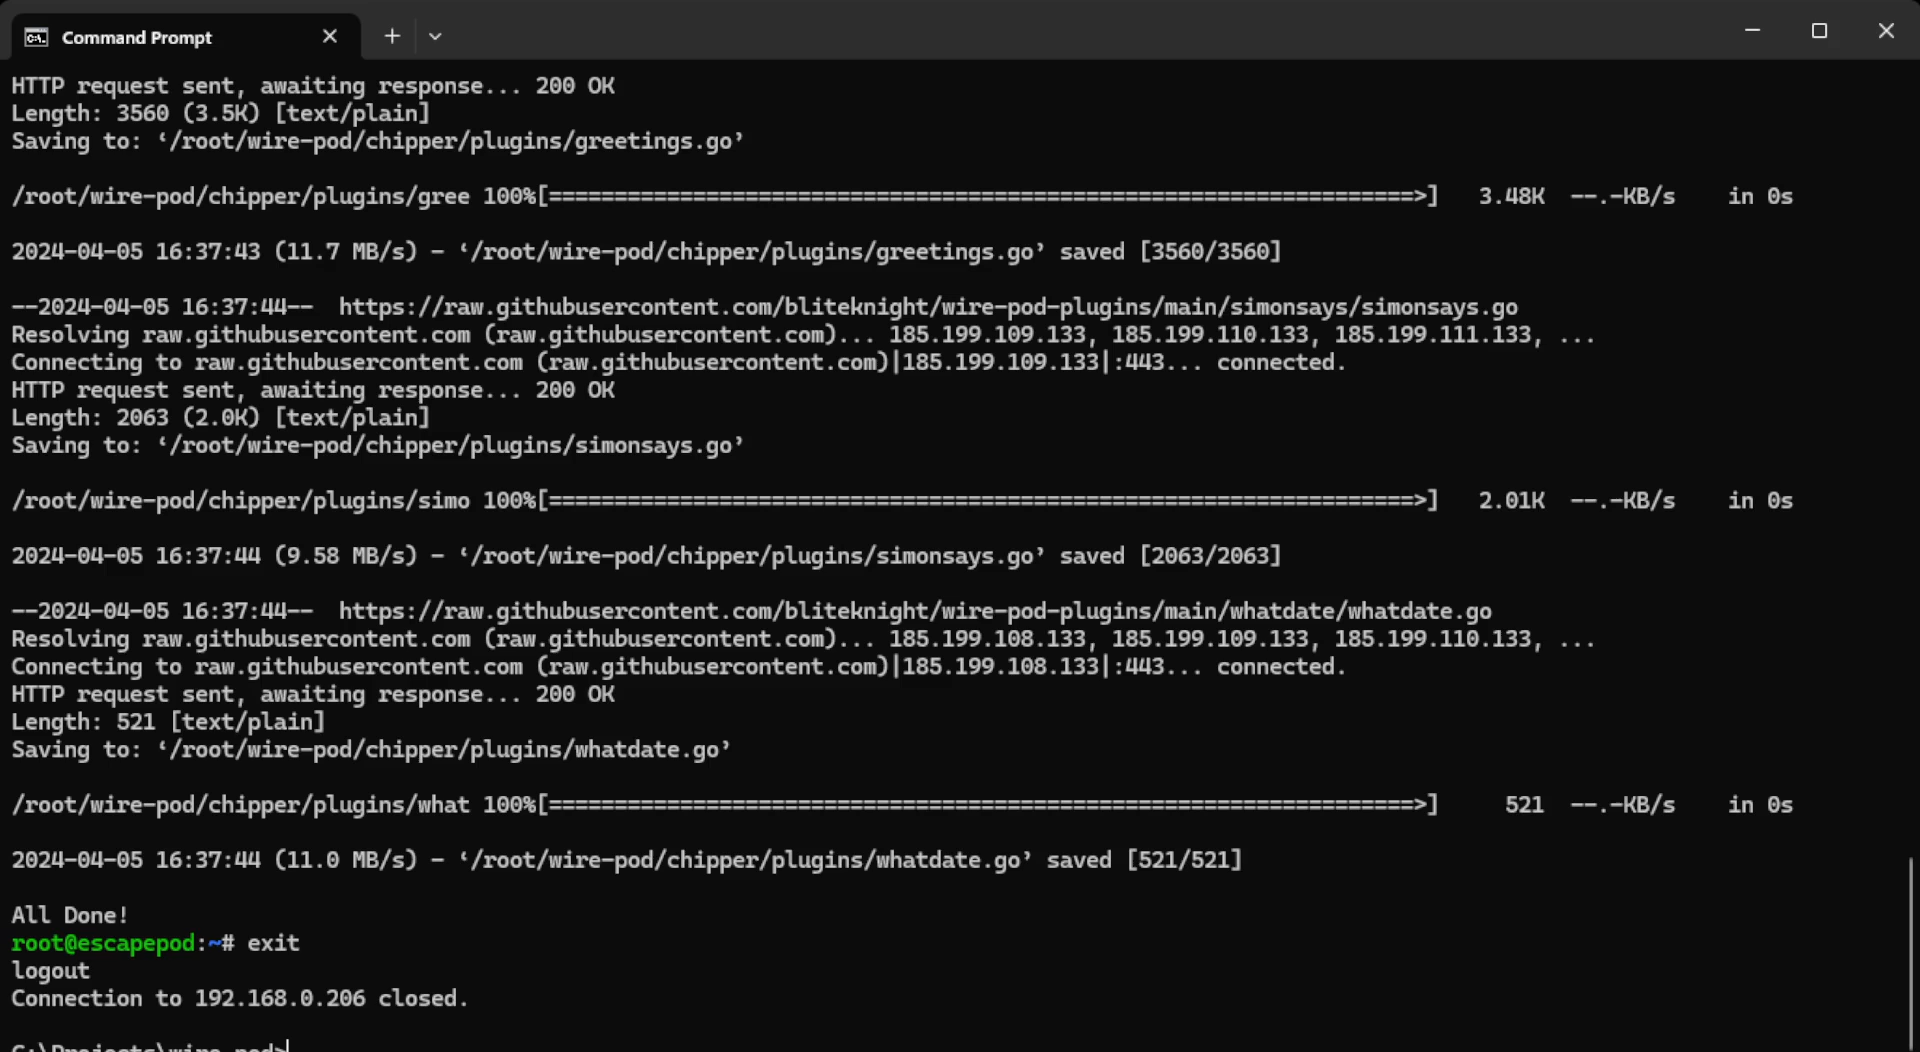 Command Prompt
HTTP request sent, awaiting response... 200 OK
Length: 3560 (3.5K) [text/plain]
Saving to: ‘/root/wire-pod/chipper/plugins/greetings.go’
/root/wire-pod/chipper/plugins/gree 100%[==================================================================>]   3.48K  --.-KB/s    in 0s
2024-04-05 16:37:43 (11.7 MB/s) - ‘/root/wire-pod/chipper/plugins/greetings.go’ saved [3560/3560]
--2024-04-05 16:37:44--  https://raw.githubusercontent.com/bliteknight/wire-pod-plugins/main/simonsays/simonsays.go
Resolving raw.githubusercontent.com (raw.githubusercontent.com)... 185.199.109.133, 185.199.110.133, 185.199.111.133, ...
Connecting to raw.githubusercontent.com (raw.githubusercontent.com)|185.199.109.133|:443... connected.
HTTP request sent, awaiting response... 200 OK
Length: 2063 (2.0K) [text/plain]
Saving to: ‘/root/wire-pod/chipper/plugins/simonsays.go’
/root/wire-pod/chipper/plugins/simo 100%[==================================================================>]   2.01K  --.-KB/s    in 0s
2024-04-05 16:37:44 (9.58 MB/s) - ‘/root/wire-pod/chipper/plugins/simonsays.go’ saved [2063/2063]
--2024-04-05 16:37:44--  https://raw.githubusercontent.com/bliteknight/wire-pod-plugins/main/whatdate/whatdate.go
Resolving raw.githubusercontent.com (raw.githubusercontent.com)... 185.199.108.133, 185.199.109.133, 185.199.110.133, ...
Connecting to raw.githubusercontent.com (raw.githubusercontent.com)|185.199.108.133|:443... connected.
HTTP request sent, awaiting response... 200 OK
Length: 521 [text/plain]
Saving to: ‘/root/wire-pod/chipper/plugins/whatdate.go’
/root/wire-pod/chipper/plugins/what 100%[==================================================================>]     521  --.-KB/s    in 0s
2024-04-05 16:37:44 (11.0 MB/s) - ‘/root/wire-pod/chipper/plugins/whatdate.go’ saved [521/521]
All Done!
root@escapepod:~# exit
logout
Connection to 192.168.0.206 closed.
C:\Projects\wire-pod>